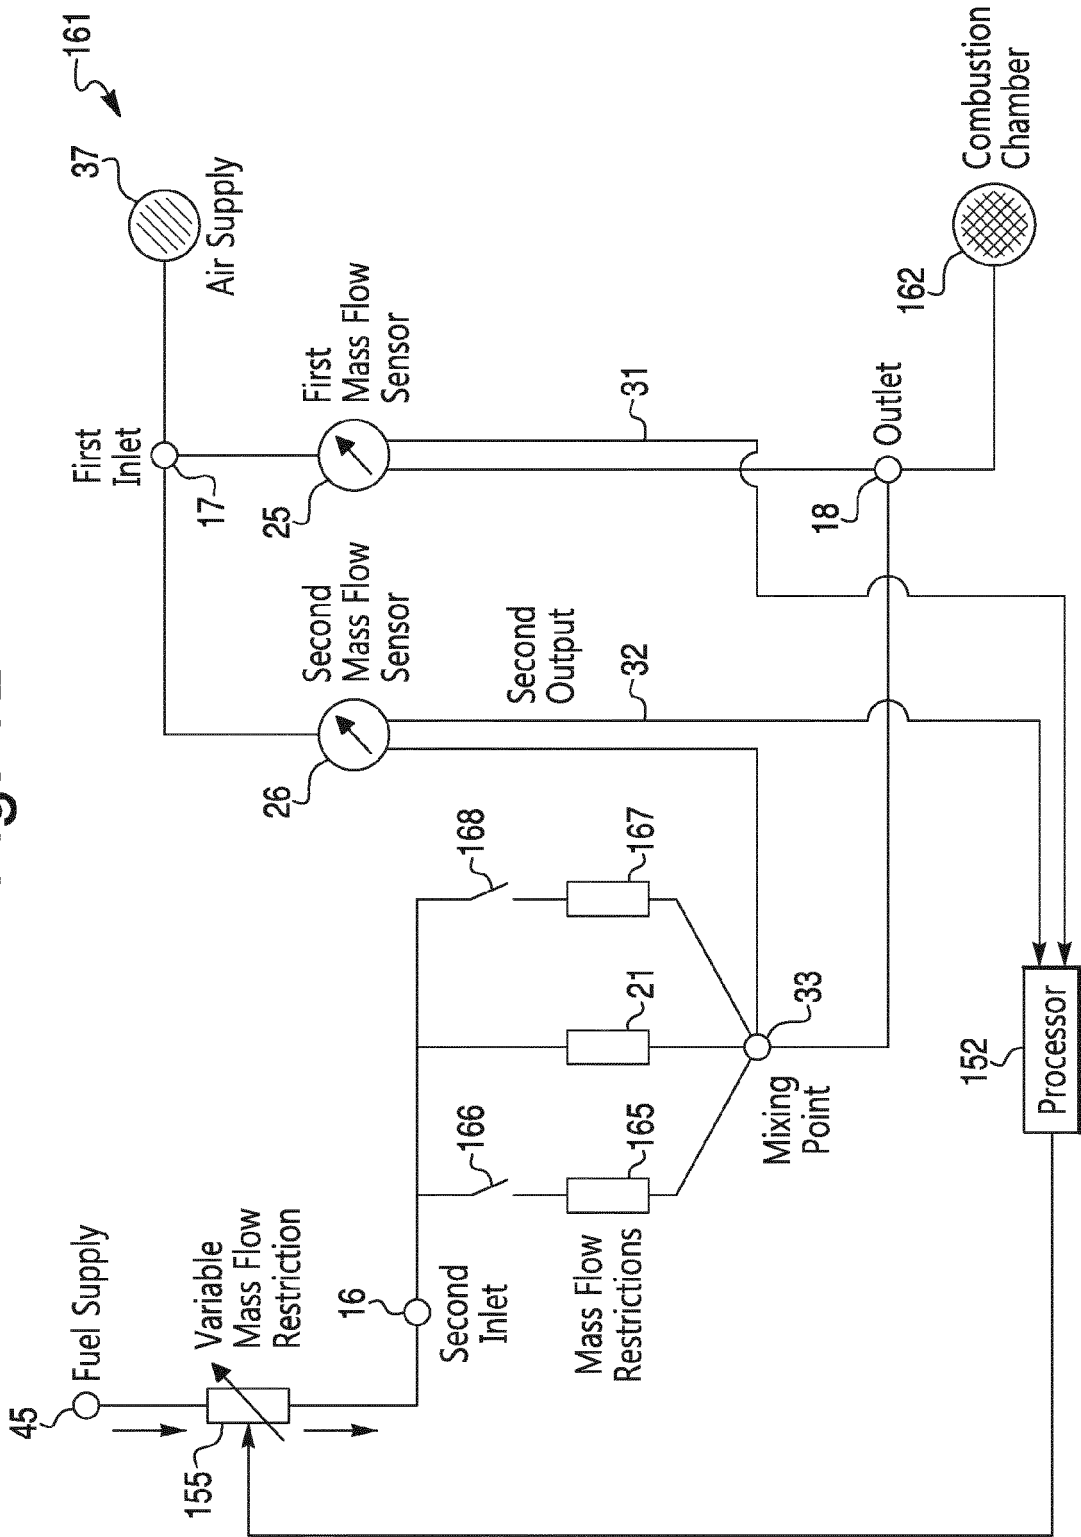 161
37
Air Supply
First
Inlet
17
First
Mass Flow
Sensor
25
31
Second
Mass Flow
Sensor
26
Second
Output
32
Outlet
18
Combustion
Chamber
162
45
Fuel Supply
Variable
Mass Flow
Restriction
155
16
Second
Inlet
166
168
165
21
167
Mass Flow
Restrictions
Mixing
Point
33
152
Processor